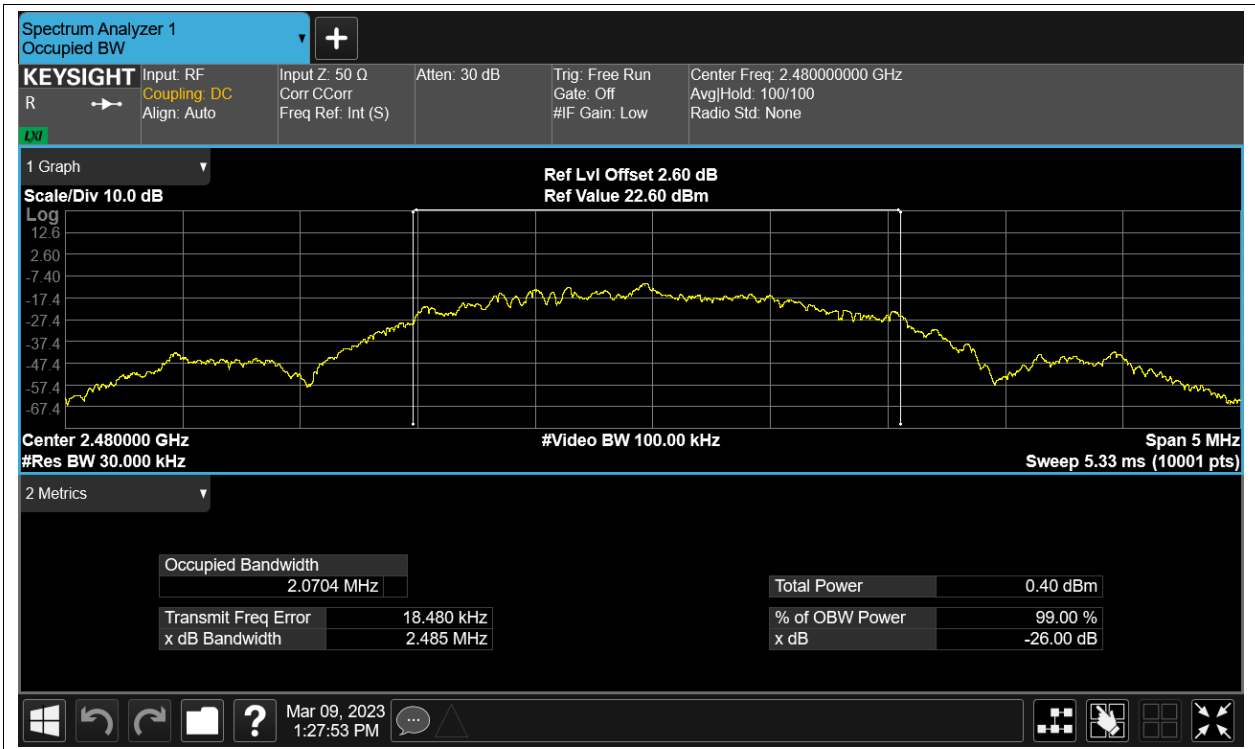 Spectrum Analyzer 1
Occupied BW
KEYSIGHT
R
LXI
Input: RF
Coupling: DC
Align: Auto
Input Z: 50 Ω
Corr CCorr
Freq Ref: Int (S)
Atten: 30 dB
Trig: Free Run
Gate: Off
#IF Gain: Low
Center Freq: 2.480000000 GHz
Avg|Hold: 100/100
Radio Std: None
1 Graph
Scale/Div 10.0 dB
Ref Lvl Offset 2.60 dB
Ref Value 22.60 dBm
Log
12.6
2.60
-7.40
-17.4
-27.4
-37.4
-47.4
-57.4
-67.4
Center 2.480000 GHz
#Video BW 100.00 kHz
Span 5 MHz
#Res BW 30.000 kHz
Sweep 5.33 ms (10001 pts)
2 Metrics
Occupied Bandwidth
2.0704 MHz
Total Power 0.40 dBm
Transmit Freq Error 18.480 kHz
% of OBW Power 99.00 %
x dB Bandwidth 2.485 MHz
x dB -26.00 dB
?
Mar 09, 2023
1:27:53 PM